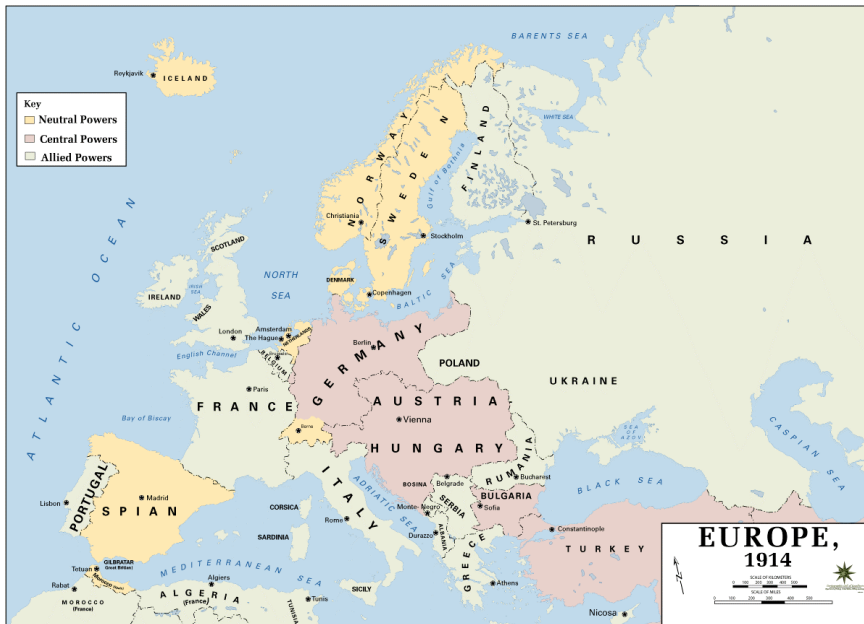 BARENTS SEA
Reykjavik
ICELAND
Key
Neutral Powers
Central Powers
Allied Powers
WHITE SEA
FINLAND
NORWAY
SWEDEN
Gulf of Bothnia
Christiania
Stockholm
St. Petersburg
RUSSIA
ATLANTIC OCEAN
SCOTLAND
NORTH
SEA
IRISH
SEA
IRELAND
WALES
DENMARK
Copenhagen
BALTIC SEA
London
Amsterdam
The Hague
NETHERLANDS
English Channel
BELGIUM
Berlin
GERMANY
POLAND
UKRAINE
Paris
FRANCE
AUSTRIA
Vienna
HUNGARY
Berne
Bay of Biscay
SEA
OF
AZOV
CASPIAN SEA
PORTUGAL
Lisbon
Madrid
SPIAN
ITALY
ADRIATIC SEA
BOSINA
Belgrade
RUMANIA
Bucharest
BLACK SEA
CORSICA
Rome
SARDINIA
Monte- Negro
SERBIA
BULGARIA
Sofia
ALBANIA
Durazzo
GREECE
Constantinople
TURKEY
Athens
GILBRATAR
(Great Britian)
Tetuan
MEDITERRANEAN SEA
Rabat
MOROCCO
(France)
Algiers
ALGERIA
(France)
Tunis
TUNISIA
SICILY
Nicosa
EUROPE,
1914
N
SCALE OF KILOMETERS
SCALE OF MILES